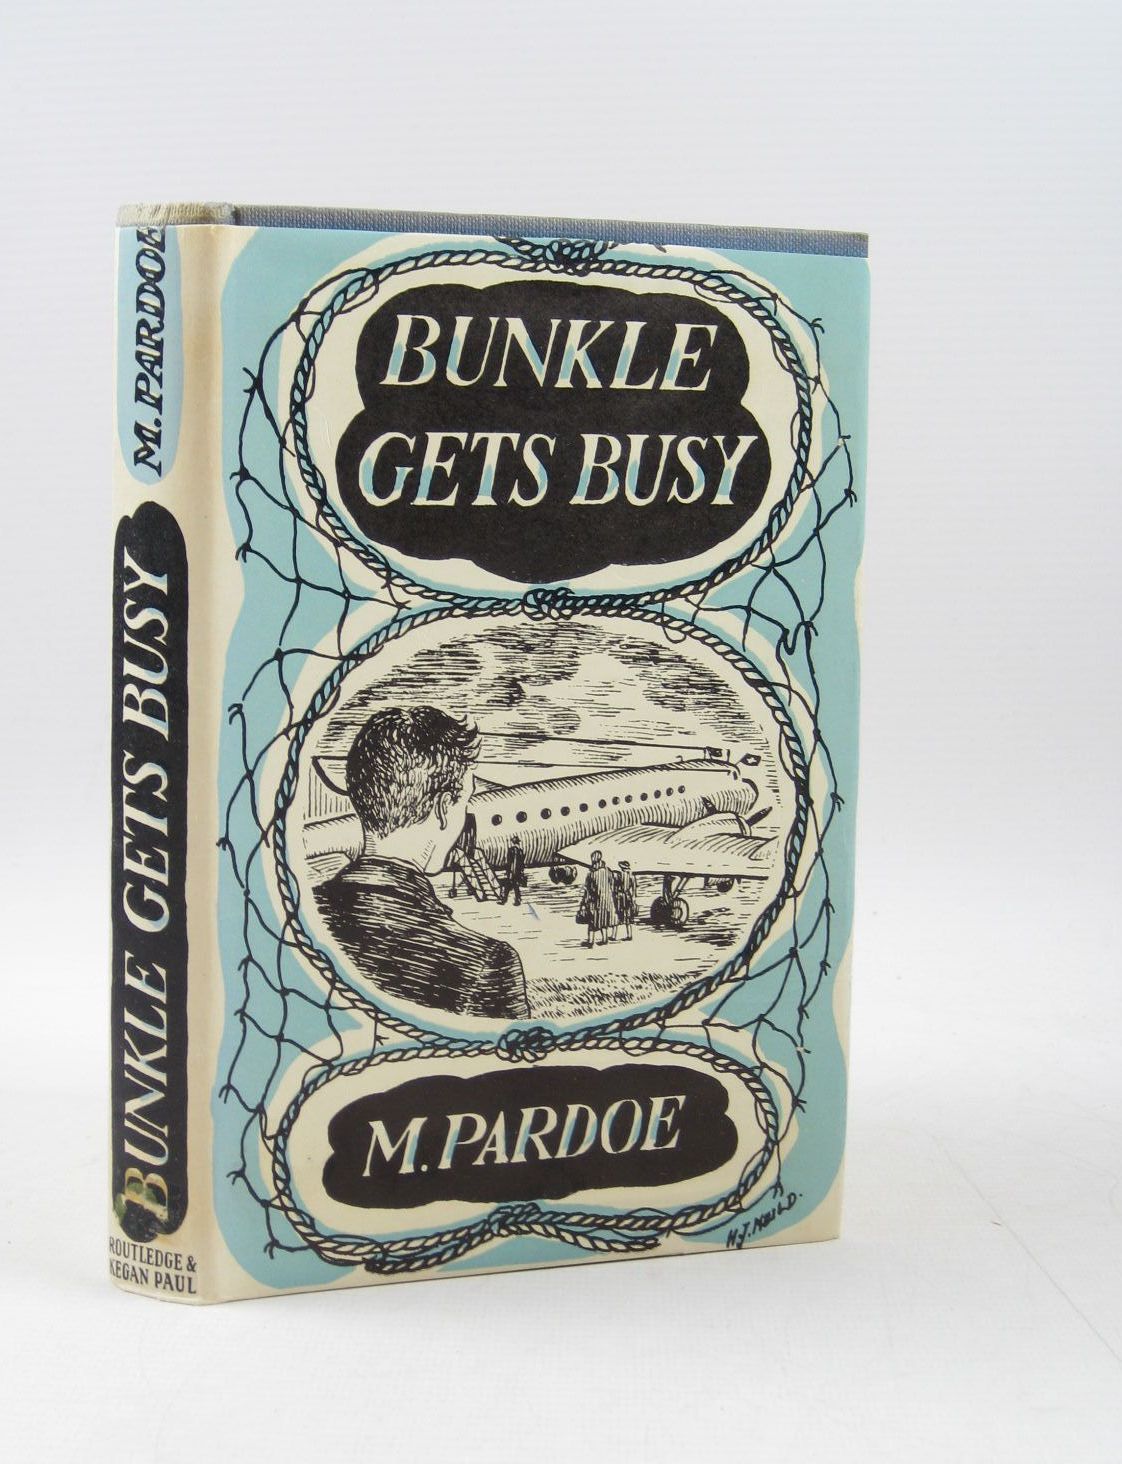 M. PARDOE
BUNKLE GETS BUSY
ROUTLEDGE &
KEGAN PAUL
BUNKLE
GETS BUSY
M. PARDOE